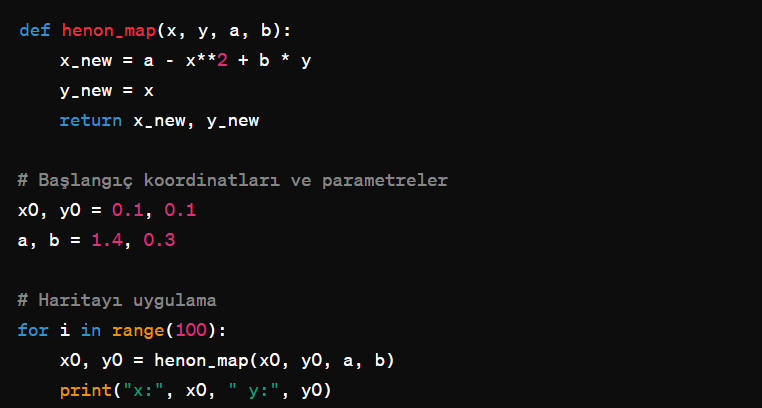 def henon_map(x, y, a, b):
    x_new = a - x**2 + b * y
    y_new = x
    return x_new, y_new

# Başlangıç koordinatları ve parametreler
x0, y0 = 0.1, 0.1
a, b = 1.4, 0.3

# Haritayı uygulama
for i in range(100):
    x0, y0 = henon_map(x0, y0, a, b)
    print("x:", x0, " y:", y0)